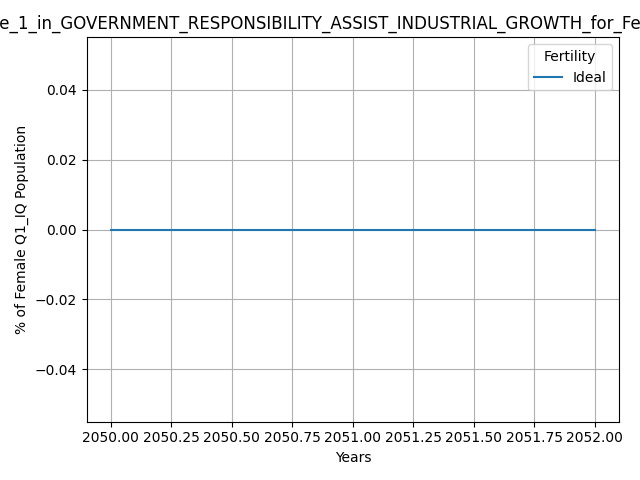 e_1_in_GOVERNMENT_RESPONSIBILITY_ASSIST_INDUSTRIAL_GROWTH_for_Fe
Fertility
Ideal
0.04
0.02
0.00
−0.02
−0.04
% of Female Q1_IQ Population
2050.00 2050.25 2050.50 2050.75 2051.00 2051.25 2051.50 2051.75 2052.00
Years